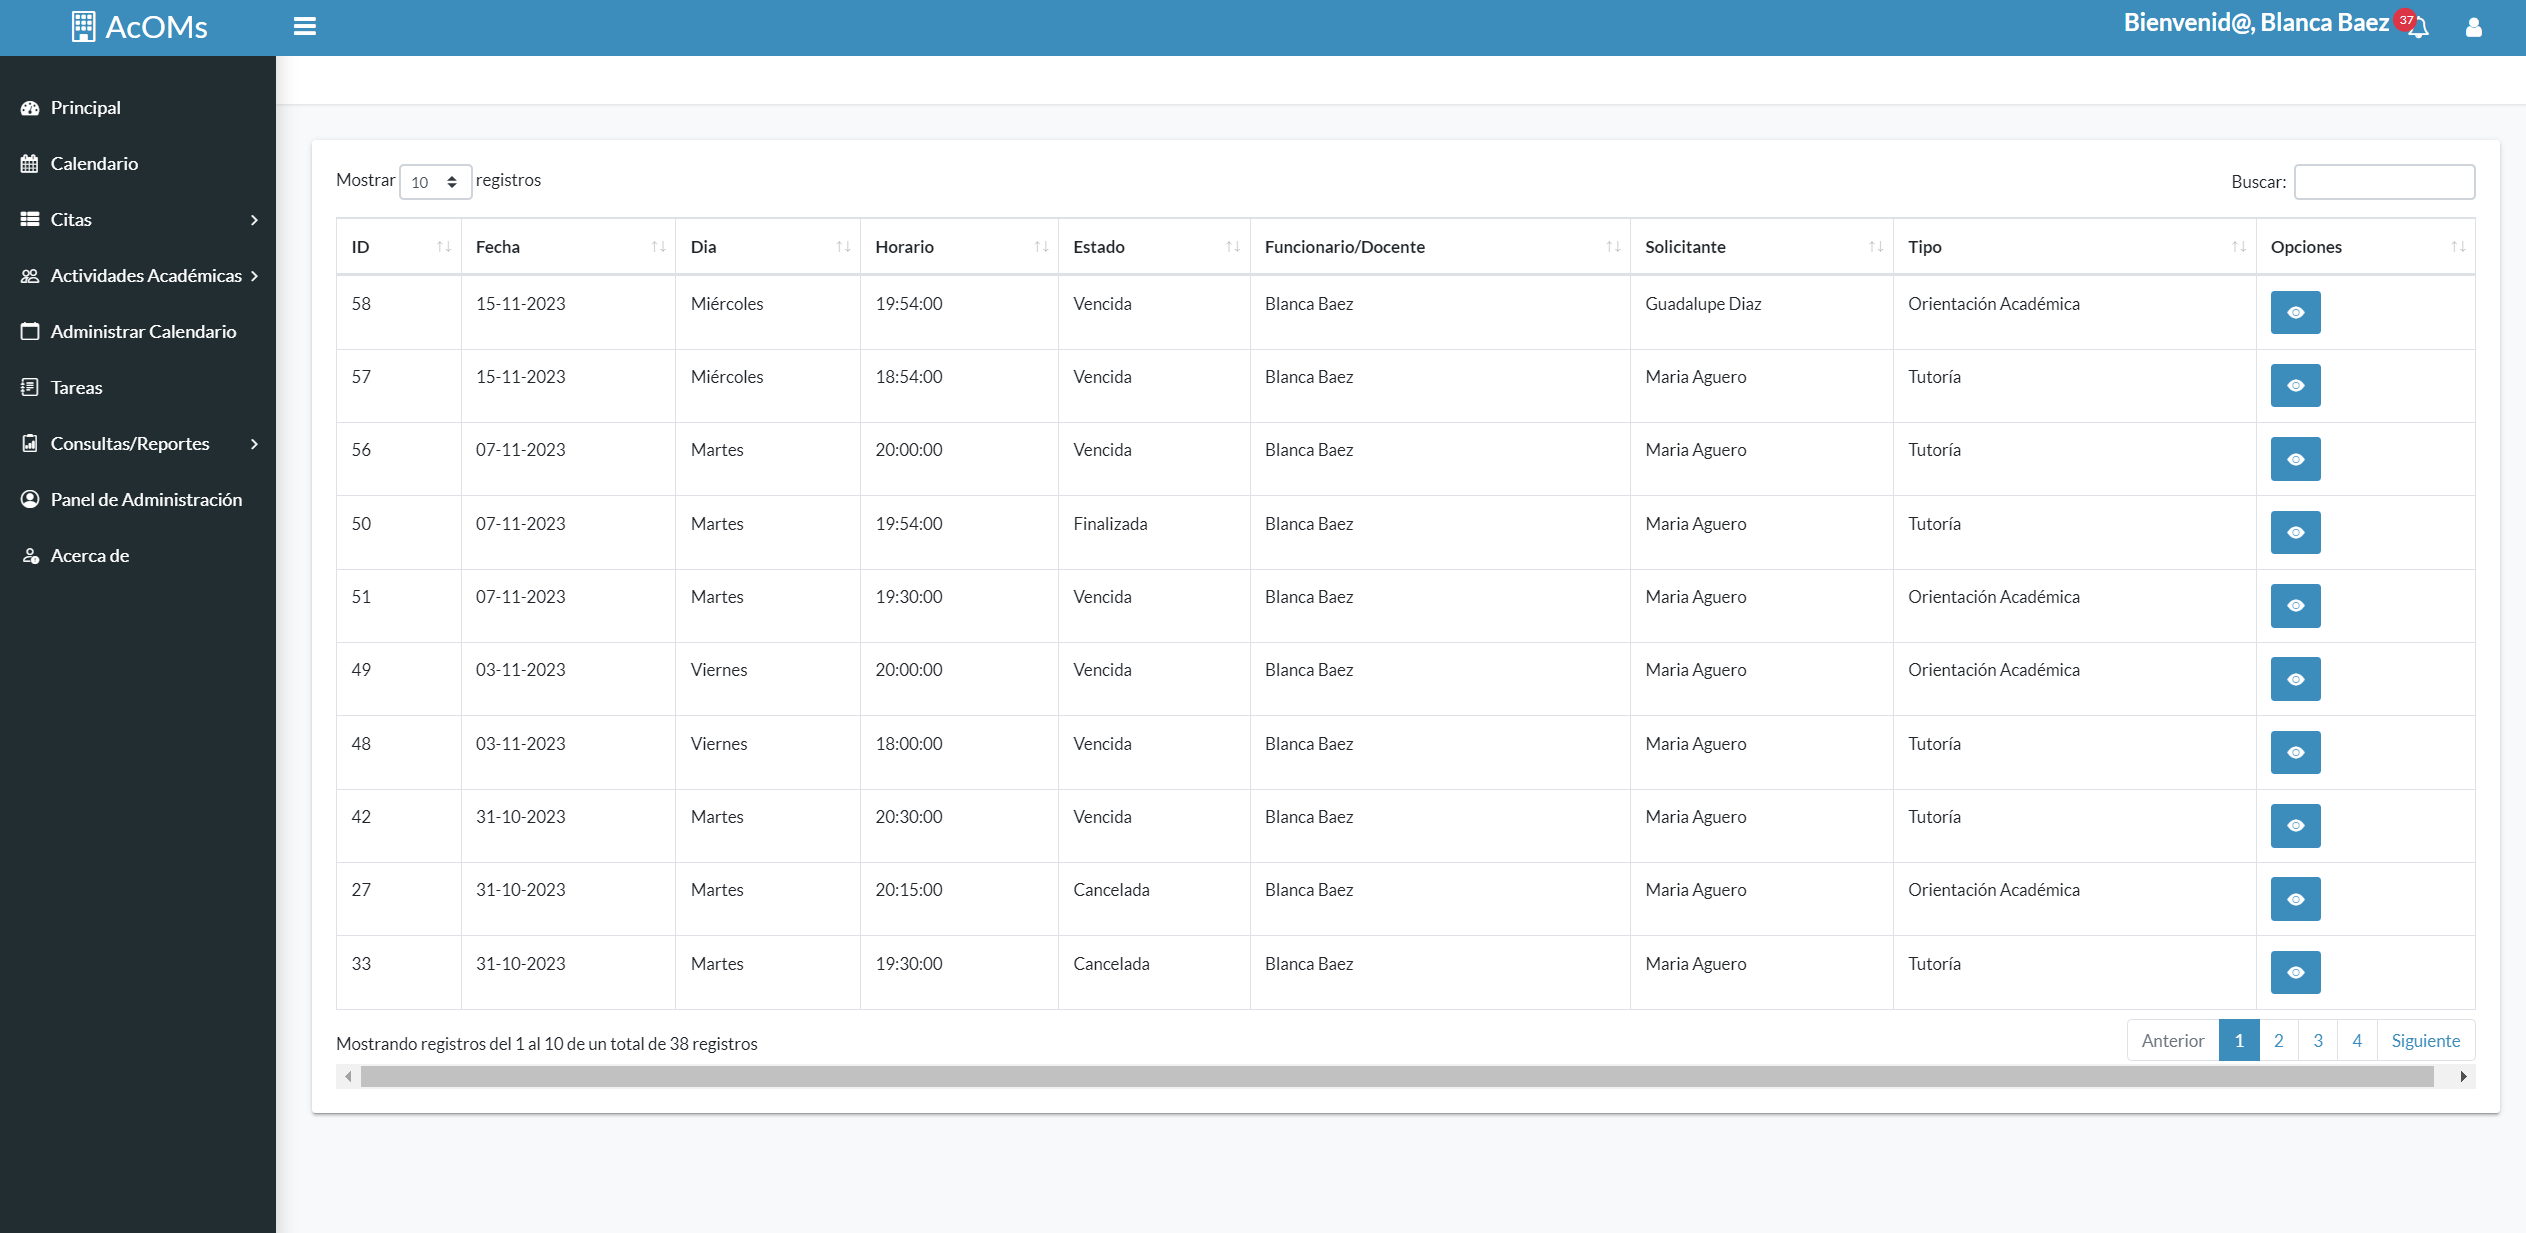 AcOMs
Bienvenid@, Blanca Baez 37
Principal
Calendario
Citas
Actividades Académicas
Administrar Calendario
Tareas
Consultas/Reportes
Panel de Administración
Acerca de
Mostrar 10 registros
Buscar:
ID Fecha Dia Horario Estado Funcionario/Docente Solicitante Tipo Opciones
58 15-11-2023 Miércoles 19:54:00 Vencida Blanca Baez Guadalupe Diaz Orientación Académica
57 15-11-2023 Miércoles 18:54:00 Vencida Blanca Baez Maria Aguero Tutoría
56 07-11-2023 Martes 20:00:00 Vencida Blanca Baez Maria Aguero Tutoría
50 07-11-2023 Martes 19:54:00 Finalizada Blanca Baez Maria Aguero Tutoría
51 07-11-2023 Martes 19:30:00 Vencida Blanca Baez Maria Aguero Orientación Académica
49 03-11-2023 Viernes 20:00:00 Vencida Blanca Baez Maria Aguero Orientación Académica
48 03-11-2023 Viernes 18:00:00 Vencida Blanca Baez Maria Aguero Tutoría
42 31-10-2023 Martes 20:30:00 Vencida Blanca Baez Maria Aguero Tutoría
27 31-10-2023 Martes 20:15:00 Cancelada Blanca Baez Maria Aguero Orientación Académica
33 31-10-2023 Martes 19:30:00 Cancelada Blanca Baez Maria Aguero Tutoría
Mostrando registros del 1 al 10 de un total de 38 registros
Anterior 1 2 3 4 Siguiente